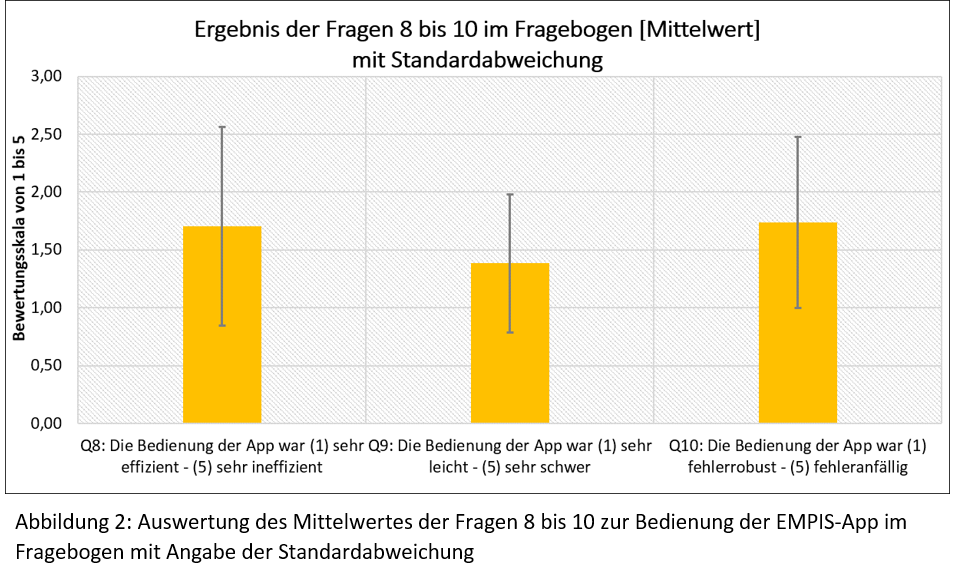 Ergebnis der Fragen 8 bis 10 im Fragebogen [Mittelwert]
mit Standardabweichung
Bewertungsskala von 1 bis 5
3,00
2,50
2,00
1,50
1,00
0,50
0,00
Q8: Die Bedienung der App war (1) sehr
effizient - (5) sehr ineffizient
Q9: Die Bedienung der App war (1) sehr
leicht - (5) sehr schwer
Q10: Die Bedienung der App war (1)
fehlerrobust - (5) fehleranfällig
Abbildung 2: Auswertung des Mittelwertes der Fragen 8 bis 10 zur Bedienung der EMPIS-App im
Fragebogen mit Angabe der Standardabweichung